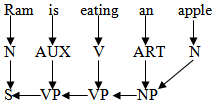 Ram is eating an apple
N AUX V ART N
S VP VP NP